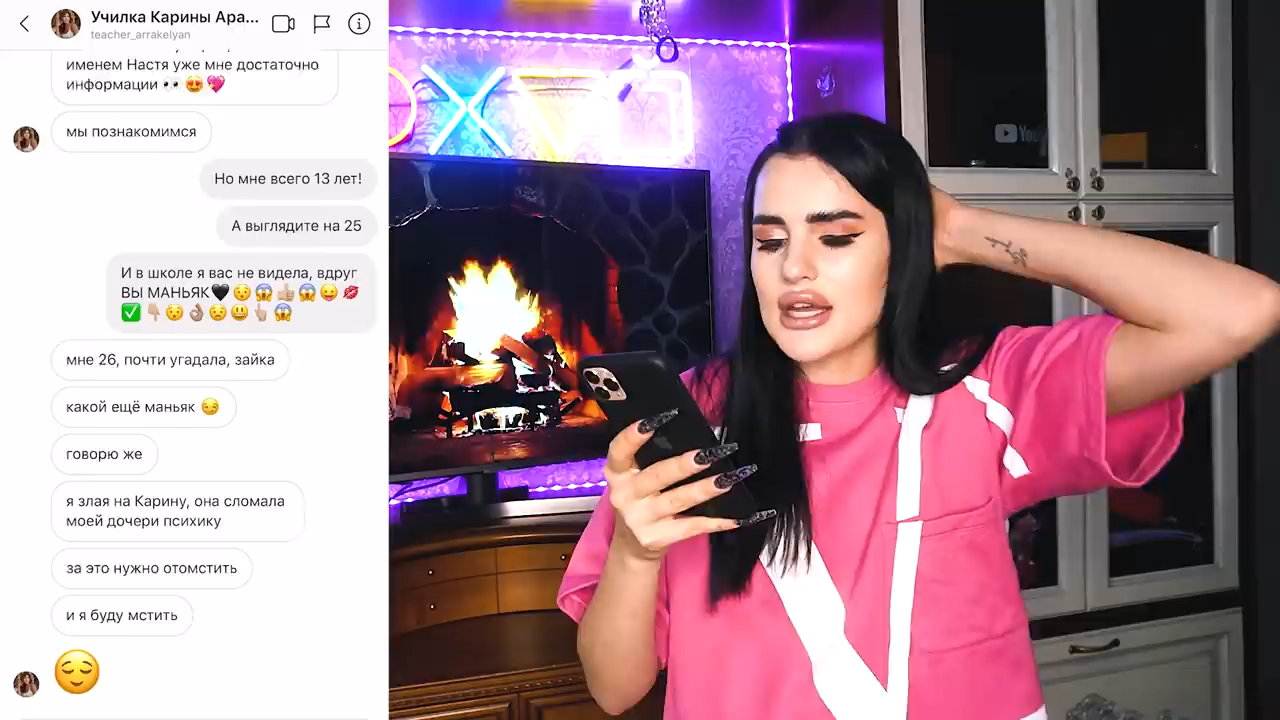 Училка Карины Ара...
teacher_arrakelyan
именем Настя уже мне достаточно
информации 👀 😍 💖
мы познакомимся
Но мне всего 13 лет!
А выглядите на 25
И в школе я вас не видела, вдруг
ВЫ МАНЬЯК🖤😟😱👍🏼😱😛💋
✅👇🏼😟👌🏼😟😃👆🏼😱
мне 26, почти угадала, зайка
какой ещё маньяк 😏
говорю же
я злая на Карину, она сломала
моей дочери психику
за это нужно отомстить
и я буду мстить
😌